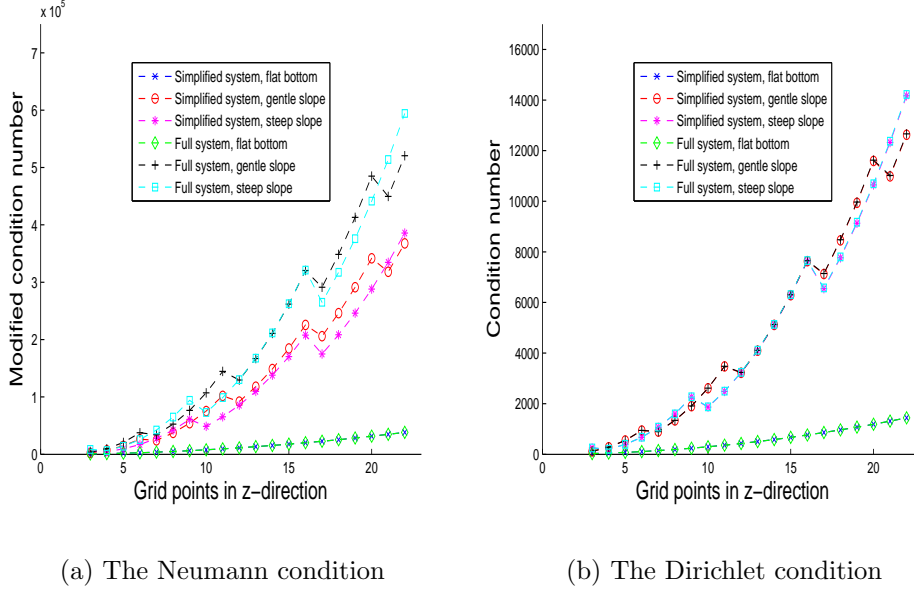 x 10^5
7
6
5
4
3
2
1
0
0
5
10
15
20
Modified condition number
Grid points in z−direction
Simplified system, flat bottom
Simplified system, gentle slope
Simplified system, steep slope
Full system, flat bottom
Full system, gentle slope
Full system, steep slope
(a) The Neumann condition
16000
14000
12000
10000
8000
6000
4000
2000
0
0
5
10
15
20
Condition number
Grid points in z−direction
Simplified system, flat bottom
Simplified system, gentle slope
Simplified system, steep slope
Full system, flat bottom
Full system, gentle slope
Full system, steep slope
(b) The Dirichlet condition